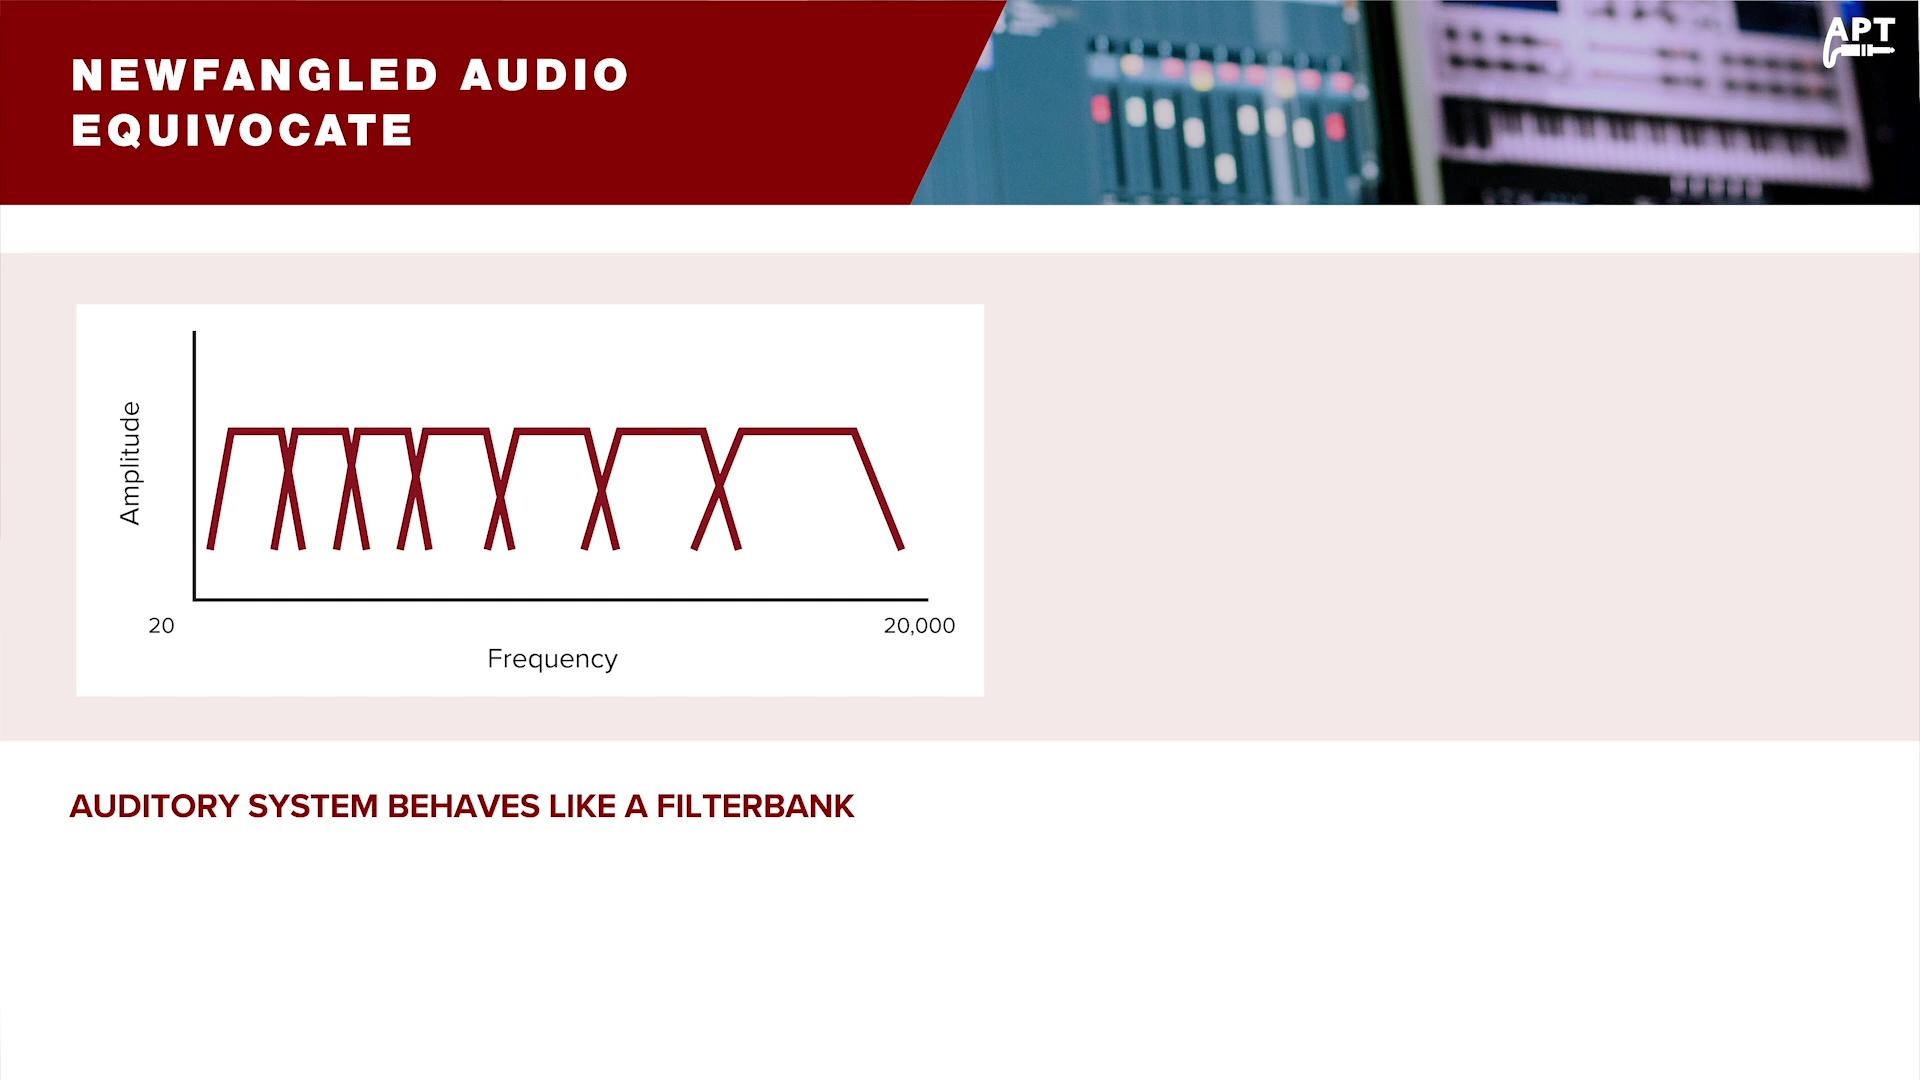 NEWFANGLED AUDIO
EQUIVOCATE
APT
Amplitude
20
20,000
Frequency
AUDITORY SYSTEM BEHAVES LIKE A FILTERBANK